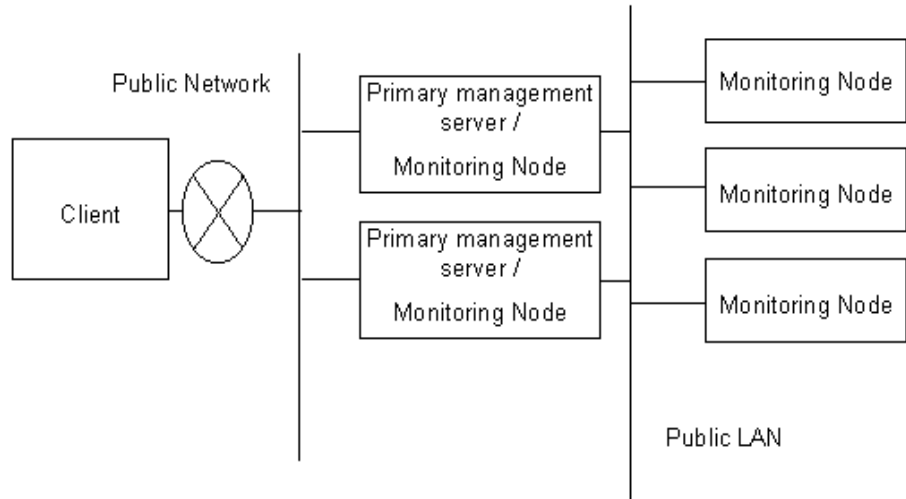 Public Network
Client
Primary management
server /
Monitoring Node
Primary management
server /
Monitoring Node
Monitoring Node
Monitoring Node
Monitoring Node
Public LAN